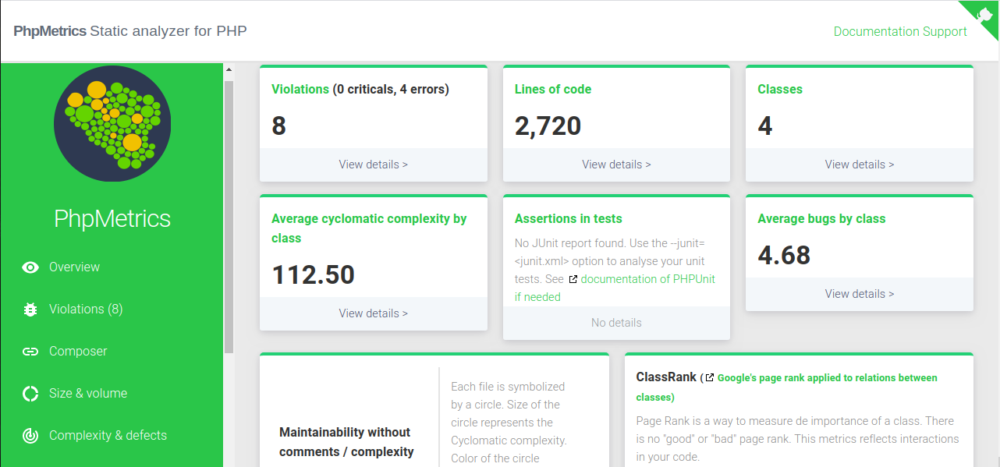 PhpMetrics Static analyzer for PHP
Documentation Support
PhpMetrics
Overview
Violations (8)
Composer
Size & volume
Complexity & defects
Violations (0 criticals, 4 errors)
8
View details >
Lines of code
2,720
View details >
Classes
4
View details >
Average cyclomatic complexity by
class
112.50
View details >
Assertions in tests
No JUnit report found. Use the --junit=
<junit.xml> option to analyse your unit
tests. See documentation of PHPUnit
if needed
No details
Average bugs by class
4.68
View details >
Maintainability without
comments / complexity
Each file is symbolized
by a circle. Size of the
circle represents the
Cyclomatic complexity.
Color of the circle
ClassRank (Google's page rank applied to relations between
classes)
Page Rank is a way to measure de importance of a class. There
is no "good" or "bad" page rank. This metrics reflects interactions
in your code.